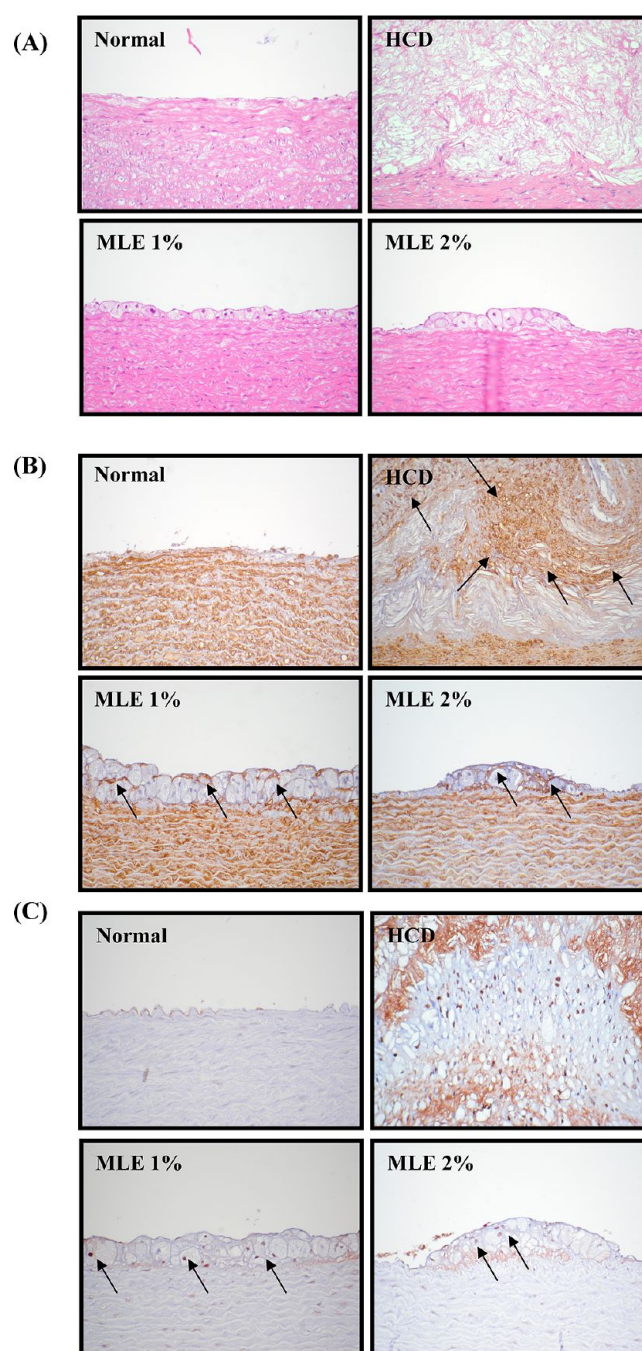 (A)
Normal
HCD
MLE 1%
MLE 2%
(B)
Normal
HCD
MLE 1%
MLE 2%
(C)
Normal
HCD
MLE 1%
MLE 2%